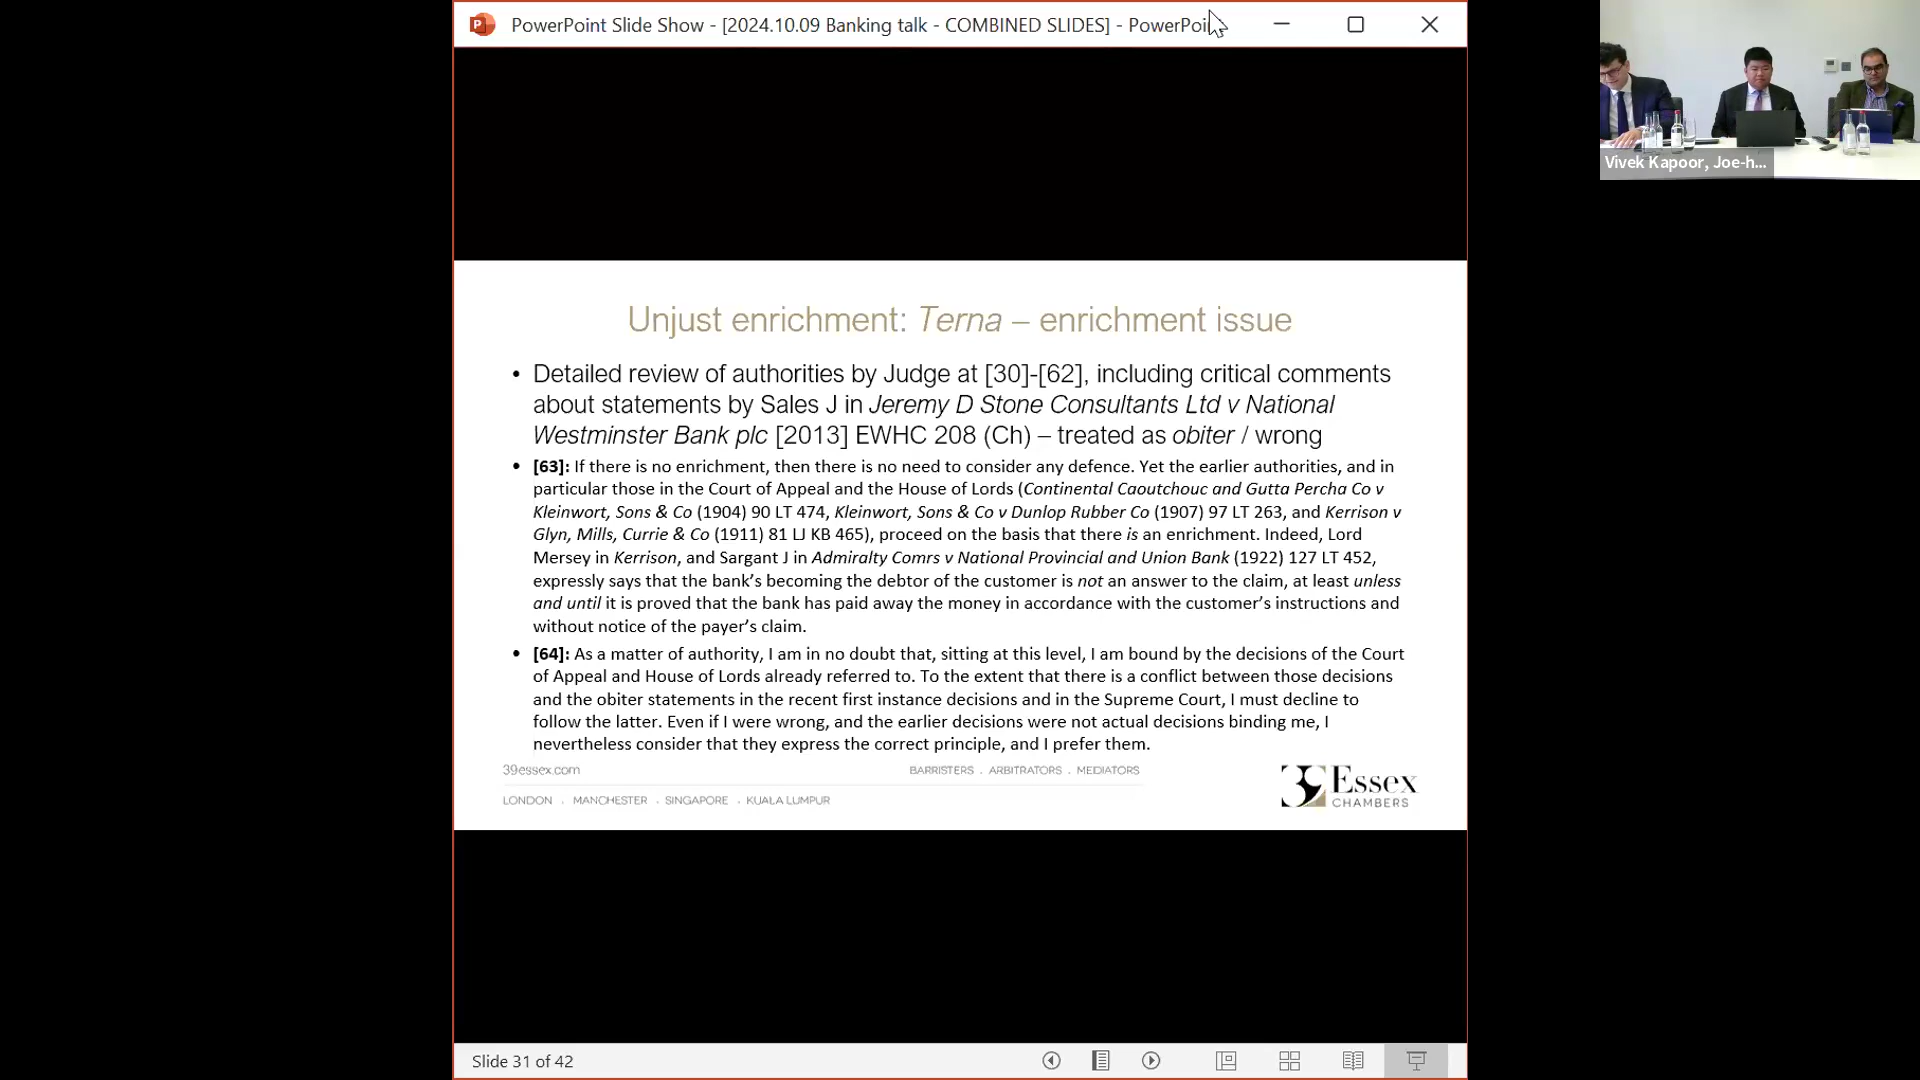 PowerPoint Slide Show - [2024.10.09 Banking talk - COMBINED SLIDES] - PowerPoi
Vivek Kapoor, Joe-h...
Unjust enrichment: Terna – enrichment issue
• Detailed review of authorities by Judge at [30]-[62], including critical comments
about statements by Sales J in Jeremy D Stone Consultants Ltd v National
Westminster Bank plc [2013] EWHC 208 (Ch) – treated as obiter / wrong
• [63]: If there is no enrichment, then there is no need to consider any defence. Yet the earlier authorities, and in
particular those in the Court of Appeal and the House of Lords (Continental Caoutchouc and Gutta Percha Co v
Kleinwort, Sons & Co (1904) 90 LT 474, Kleinwort, Sons & Co v Dunlop Rubber Co (1907) 97 LT 263, and Kerrison v
Glyn, Mills, Currie & Co (1911) 81 LJ KB 465), proceed on the basis that there is an enrichment. Indeed, Lord
Mersey in Kerrison, and Sargant J in Admiralty Comrs v National Provincial and Union Bank (1922) 127 LT 452,
expressly says that the bank's becoming the debtor of the customer is not an answer to the claim, at least unless
and until it is proved that the bank has paid away the money in accordance with the customer's instructions and
without notice of the payer's claim.
• [64]: As a matter of authority, I am in no doubt that, sitting at this level, I am bound by the decisions of the Court
of Appeal and House of Lords already referred to. To the extent that there is a conflict between those decisions
and the obiter statements in the recent first instance decisions and in the Supreme Court, I must decline to
follow the latter. Even if I were wrong, and the earlier decisions were not actual decisions binding me, I
nevertheless consider that they express the correct principle, and I prefer them.
39essex.com
BARRISTERS . ARBITRATORS . MEDIATORS
LONDON . MANCHESTER . SINGAPORE . KUALA LUMPUR
39 Essex
CHAMBERS
Slide 31 of 42